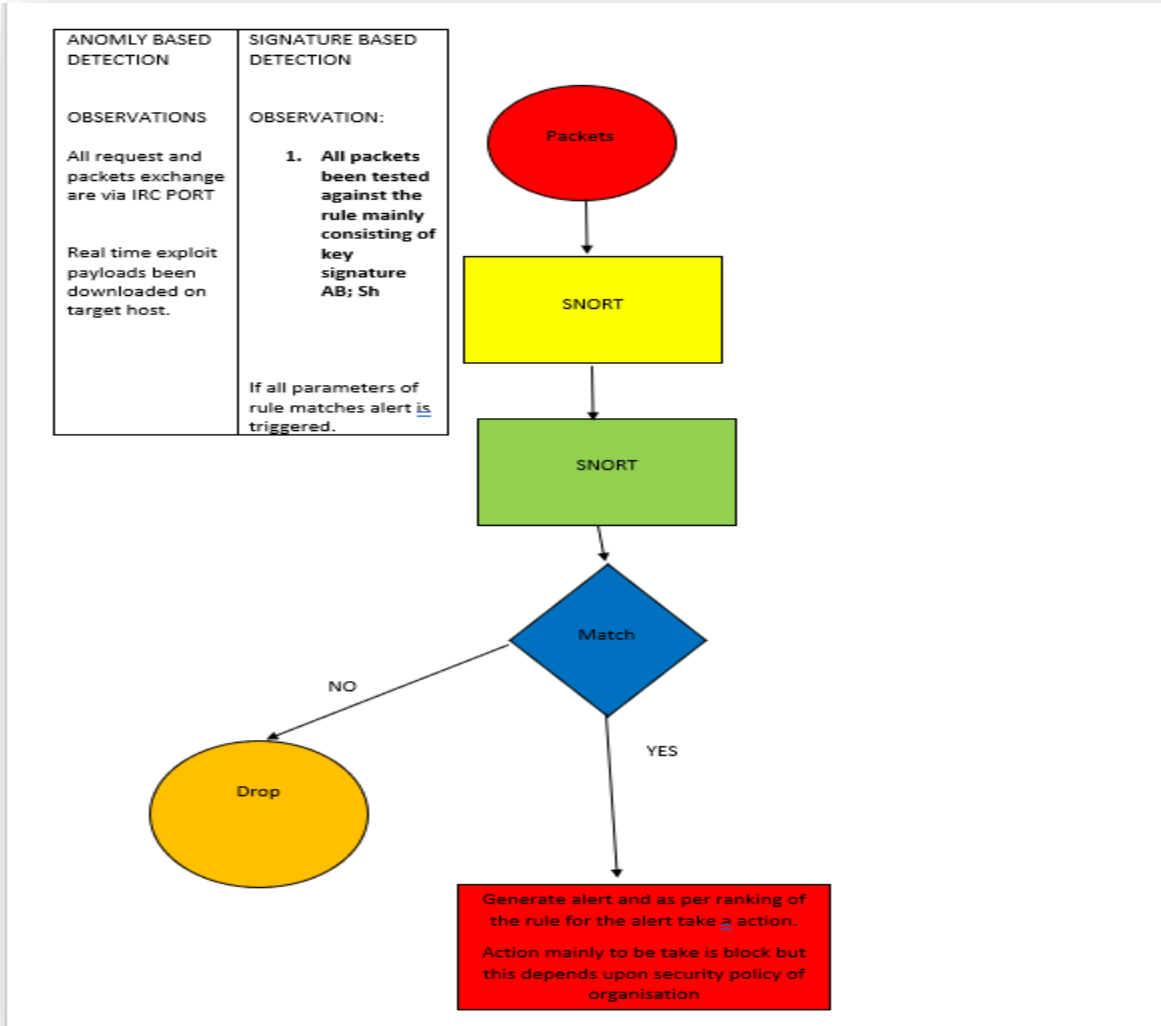 ANOMLY BASED
DETECTION
OBSERVATIONS
All request and
packets exchange
are via IRC PORT
Real time exploit
payloads been
downloaded on
target host.
SIGNATURE BASED
DETECTION
OBSERVATION:
1. All packets
been tested
against the
rule mainly
consisting of
key
signature
AB; Sh
If all parameters of
rule matches alert is
triggered.
Packets
SNORT
SNORT
Match
NO
YES
Drop
Generate alert and as per ranking of
the rule for the alert take a action.
Action mainly to be take is block but
this depends upon security policy of
organisation